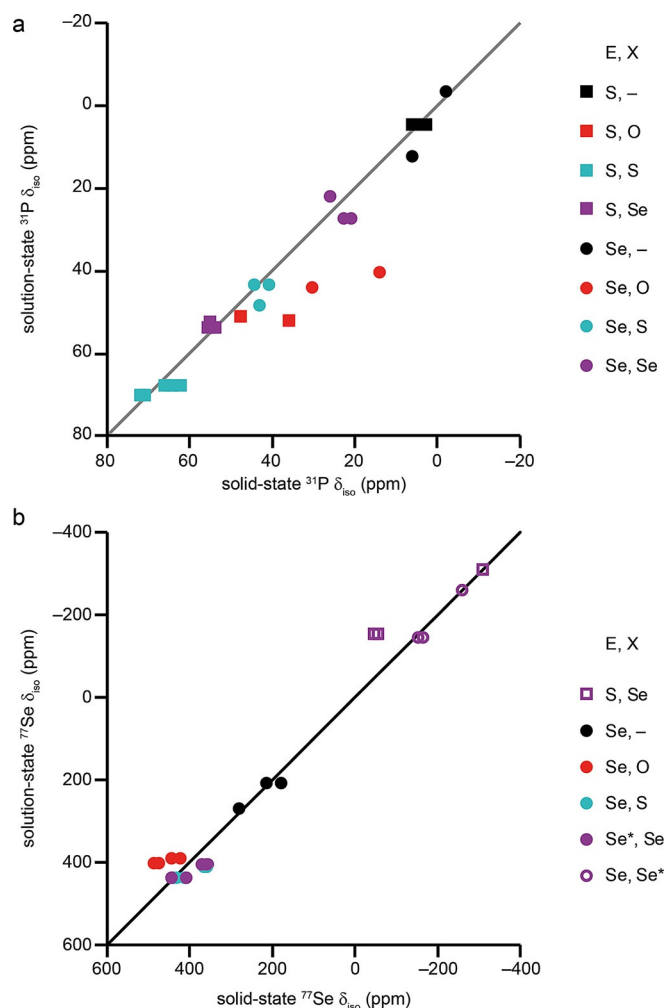 a
–20
0
20
40
60
80
80
60
40
20
0
–20
solution-state ³¹P δiso (ppm)
solid-state ³¹P δiso (ppm)
E, X
S, –
S, O
S, S
S, Se
Se, –
Se, O
Se, S
Se, Se
b
–400
–200
0
200
400
600
600
400
200
0
–200
–400
solution-state ⁷⁷Se δiso (ppm)
solid-state ⁷⁷Se δiso (ppm)
E, X
S, Se
Se, –
Se, O
Se, S
Se*, Se
Se, Se*